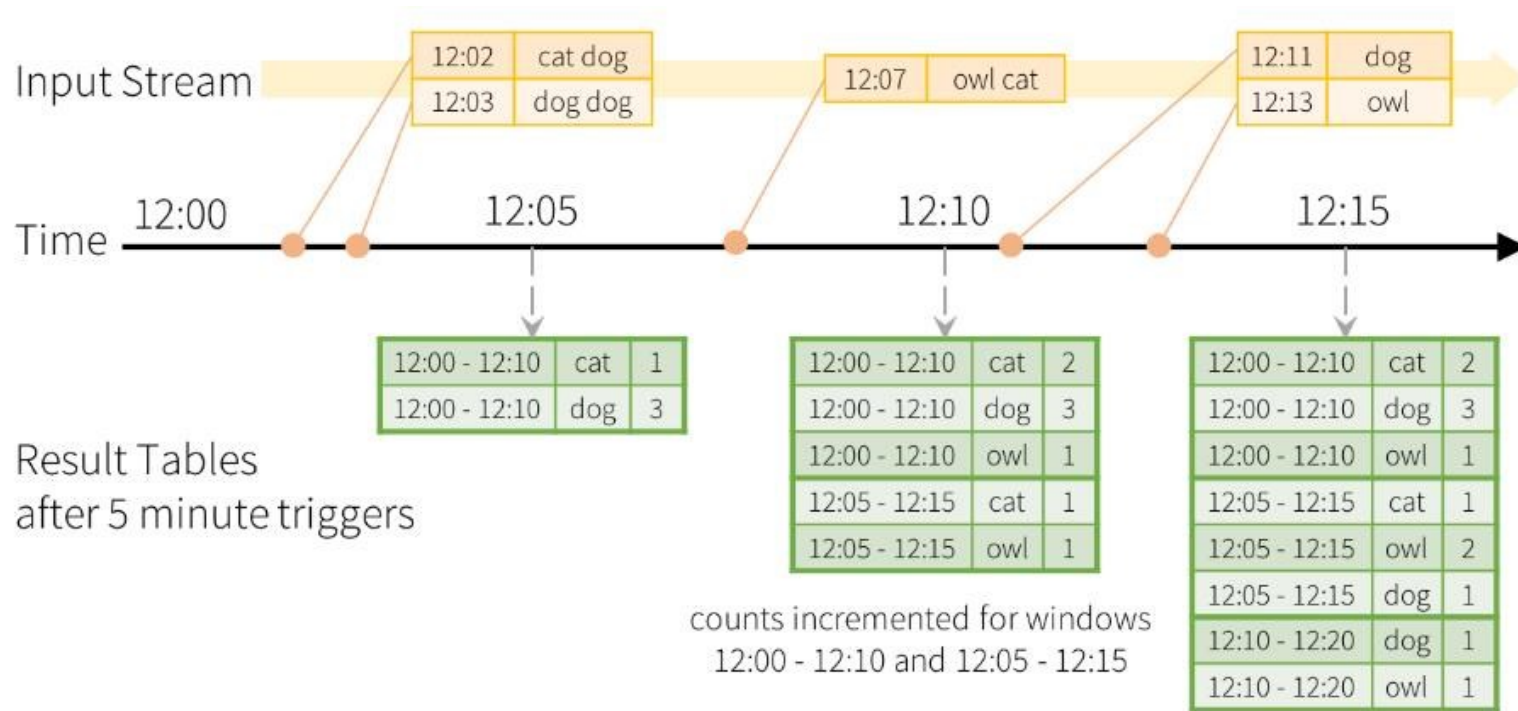 Input Stream
12:02 cat dog
12:03 dog dog
12:07 owl cat
12:11 dog
12:13 owl
Time
12:00 12:05 12:10 12:15
Result Tables
after 5 minute triggers
12:00 - 12:10 cat 1
12:00 - 12:10 dog 3
12:00 - 12:10 cat 2
12:00 - 12:10 dog 3
12:00 - 12:10 owl 1
12:05 - 12:15 cat 1
12:05 - 12:15 owl 1
counts incremented for windows
12:00 - 12:10 and 12:05 - 12:15
12:00 - 12:10 cat 2
12:00 - 12:10 dog 3
12:00 - 12:10 owl 1
12:05 - 12:15 cat 1
12:05 - 12:15 owl 2
12:05 - 12:15 dog 1
12:10 - 12:20 dog 1
12:10 - 12:20 owl 1